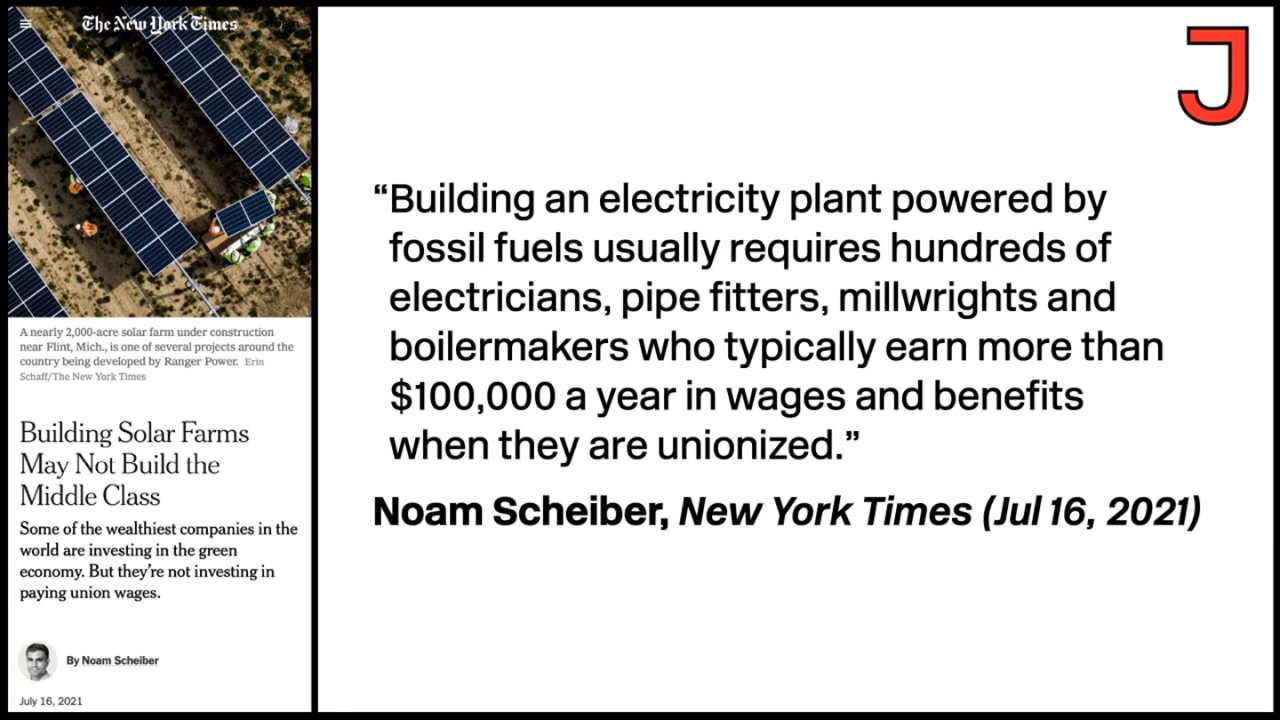 The New York Times
A nearly 2,000-acre solar farm under construction
near Flint, Mich., is one of several projects around the
country being developed by Ranger Power. Erin
Schaff/The New York Times
Building Solar Farms
May Not Build the
Middle Class
Some of the wealthiest companies in the
world are investing in the green
economy. But they’re not investing in
paying union wages.
By Noam Scheiber
July 16, 2021
J
“Building an electricity plant powered by
fossil fuels usually requires hundreds of
electricians, pipe fitters, millwrights and
boilermakers who typically earn more than
$100,000 a year in wages and benefits
when they are unionized.”
Noam Scheiber, New York Times (Jul 16, 2021)